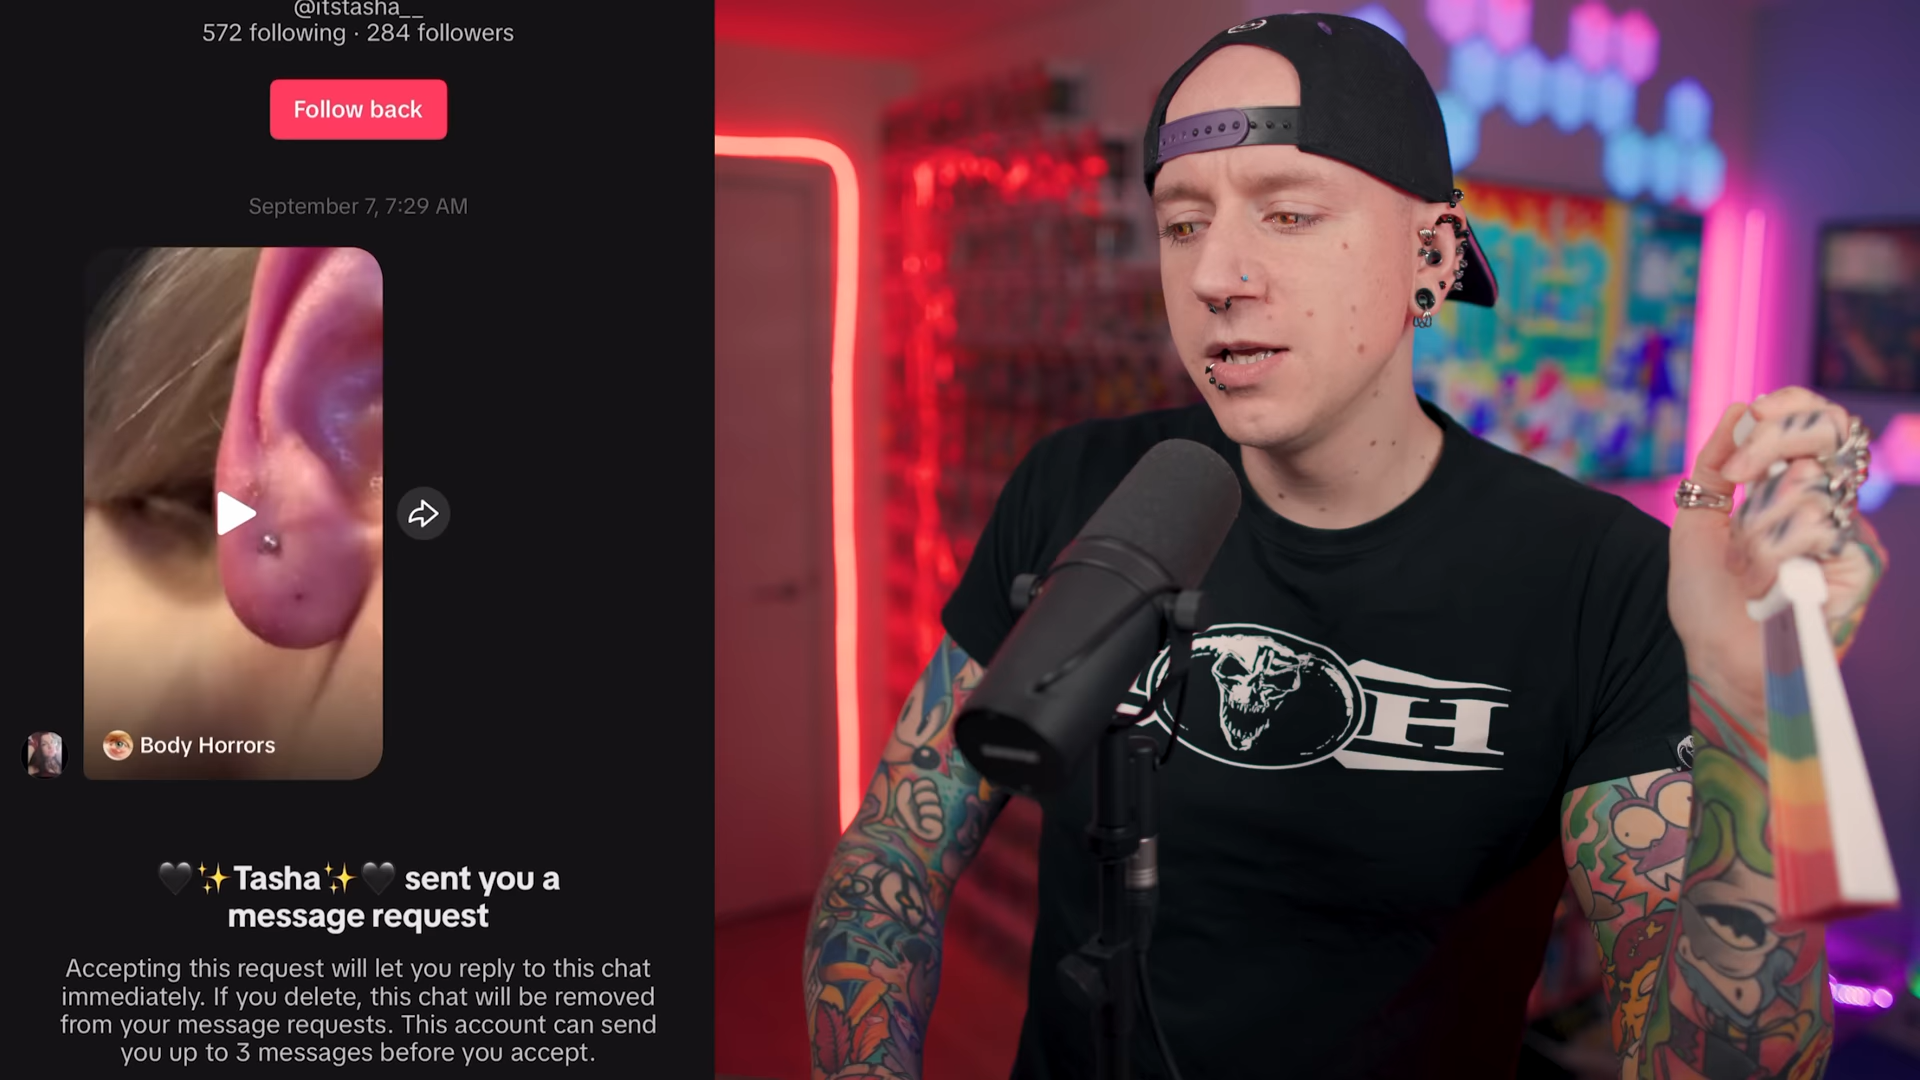 @itstasha__
572 following · 284 followers
Follow back
September 7, 7:29 AM
Body Horrors
🖤✨Tasha✨🖤 sent you a
message request
Accepting this request will let you reply to this chat
immediately. If you delete, this chat will be removed
from your message requests. This account can send
you up to 3 messages before you accept.
H